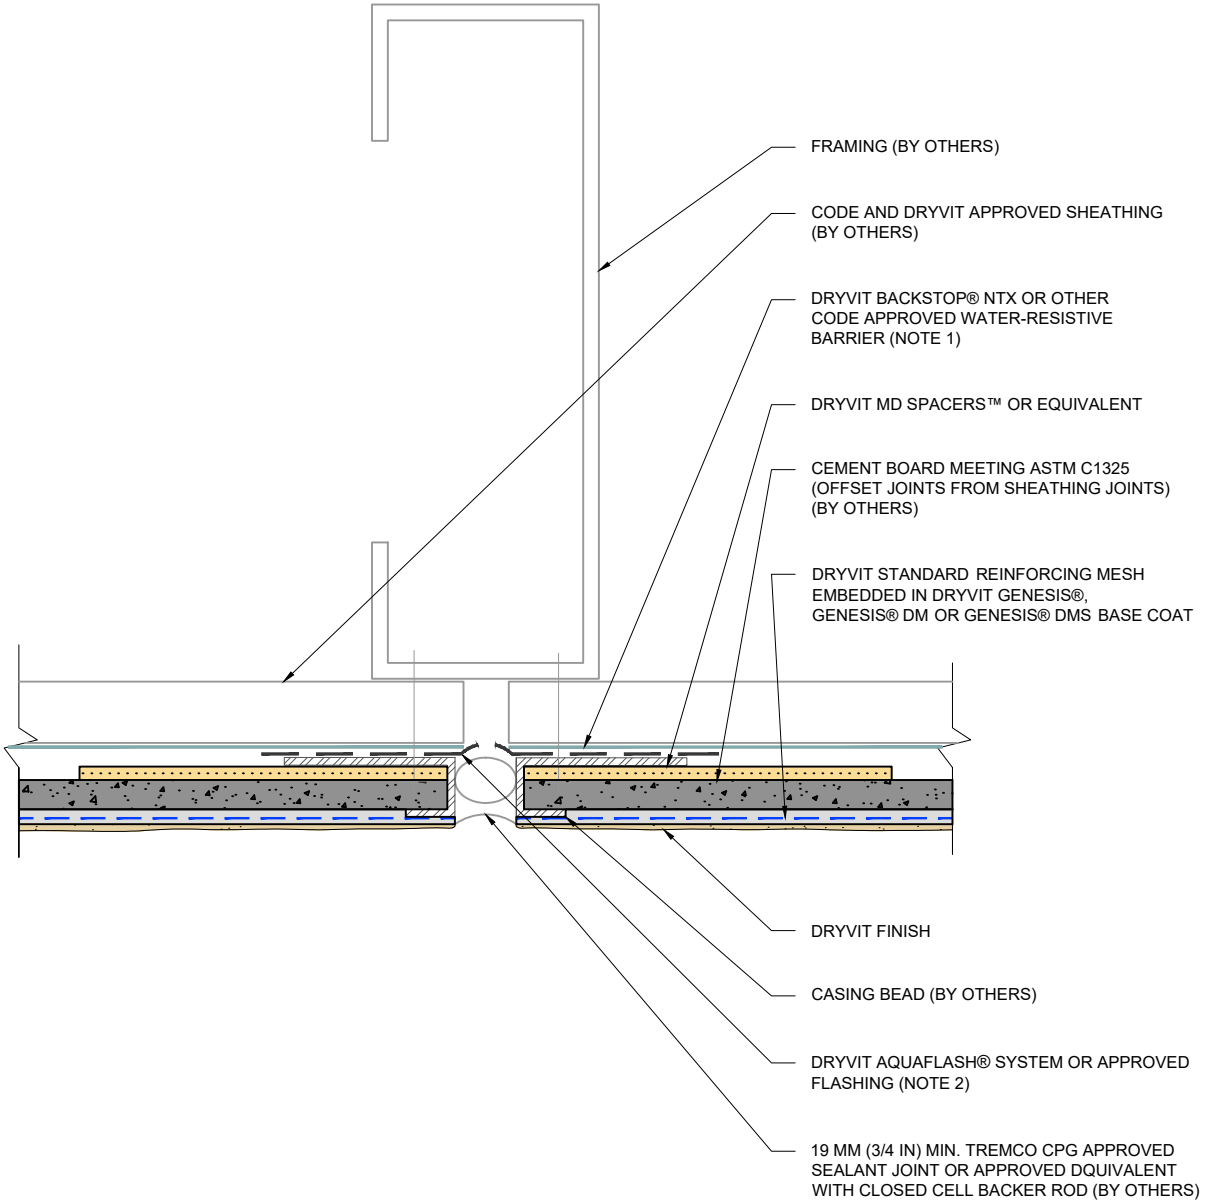 FRAMING (BY OTHERS)
CODE AND DRYVIT APPROVED SHEATHING
(BY OTHERS)
DRYVIT BACKSTOP® NTX OR OTHER
CODE APPROVED WATER-RESISTIVE
BARRIER (NOTE 1)
DRYVIT MD SPACERS™ OR EQUIVALENT
CEMENT BOARD MEETING ASTM C1325
(OFFSET JOINTS FROM SHEATHING JOINTS)
(BY OTHERS)
DRYVIT STANDARD REINFORCING MESH
EMBEDDED IN DRYVIT GENESIS®,
GENESIS® DM OR GENESIS® DMS BASE COAT
DRYVIT FINISH
CASING BEAD (BY OTHERS)
DRYVIT AQUAFLASH® SYSTEM OR APPROVED
FLASHING (NOTE 2)
19 MM (3/4 IN) MIN. TREMCO CPG APPROVED
SEALANT JOINT OR APPROVED DQUIVALENT
WITH CLOSED CELL BACKER ROD (BY OTHERS)